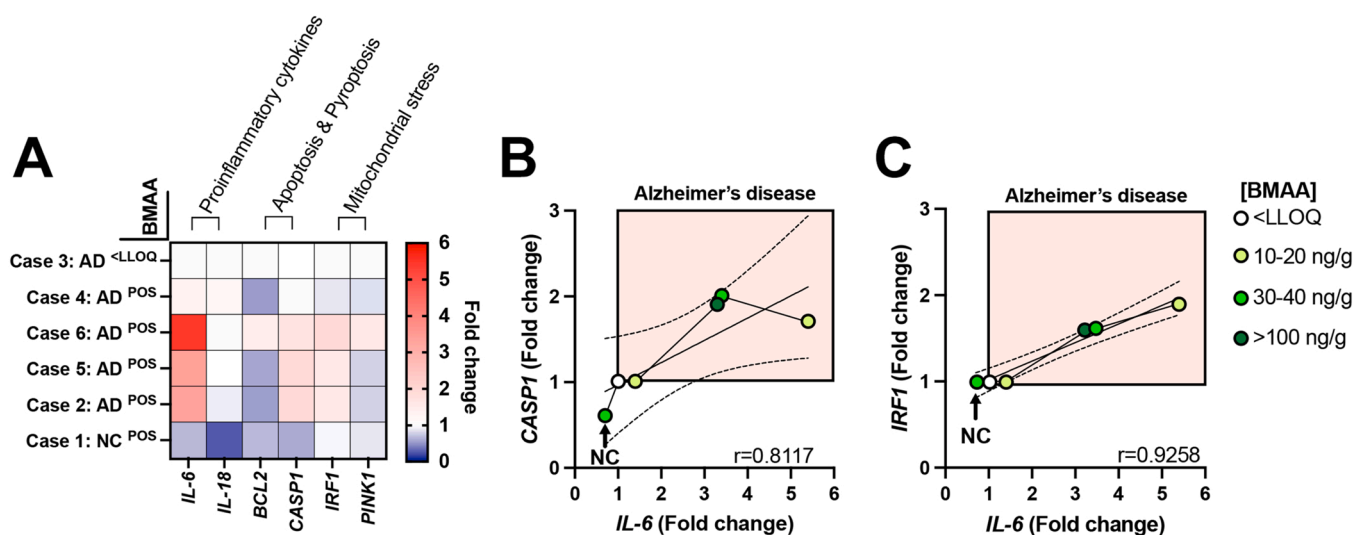 A
BMAA
Proinflammatory cytokines
Apoptosis & Pyroptosis
Mitochondrial stress
Case 3: AD <LLOQ
Case 4: AD POS
Case 6: AD POS
Case 5: AD POS
Case 2: AD POS
Case 1: NC POS
IL-6
IL-18
BCL2
CASP1
IRF1
PINK1
6
5
4
3
2
1
0
Fold change
B
Alzheimer's disease
CASP1 (Fold change)
3
2
1
0
NC
r=0.8117
0 1 2 3 4 5 6
IL-6 (Fold change)
C
Alzheimer's disease
IRF1 (Fold change)
3
2
1
0
NC
r=0.9258
0 1 2 3 4 5 6
IL-6 (Fold change)
[BMAA]
<LLOQ
10-20 ng/g
30-40 ng/g
>100 ng/g